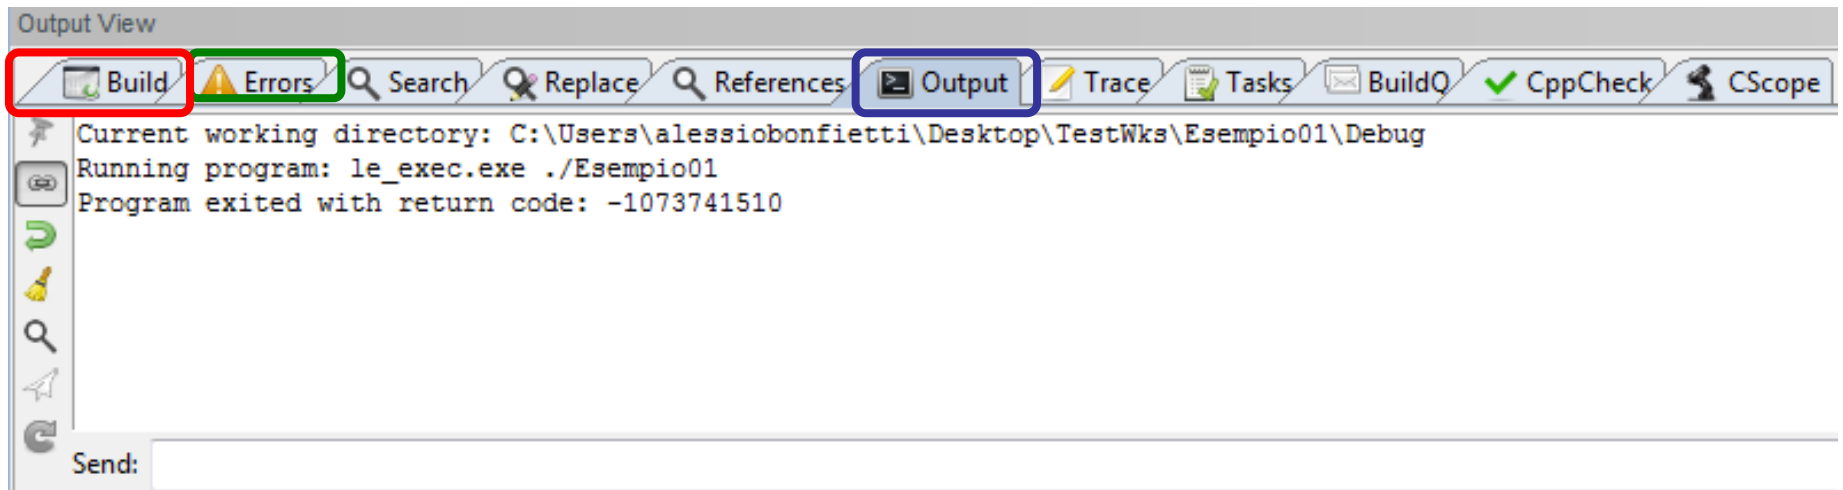 Output View
Build Errors Search Replace References Output Trace Tasks BuildQ CppCheck CScope
Current working directory: C:\Users\alessiobonfietti\Desktop\TestWks\Esempio01\Debug
Running program: le_exec.exe ./Esempio01
Program exited with return code: -1073741510
Send: